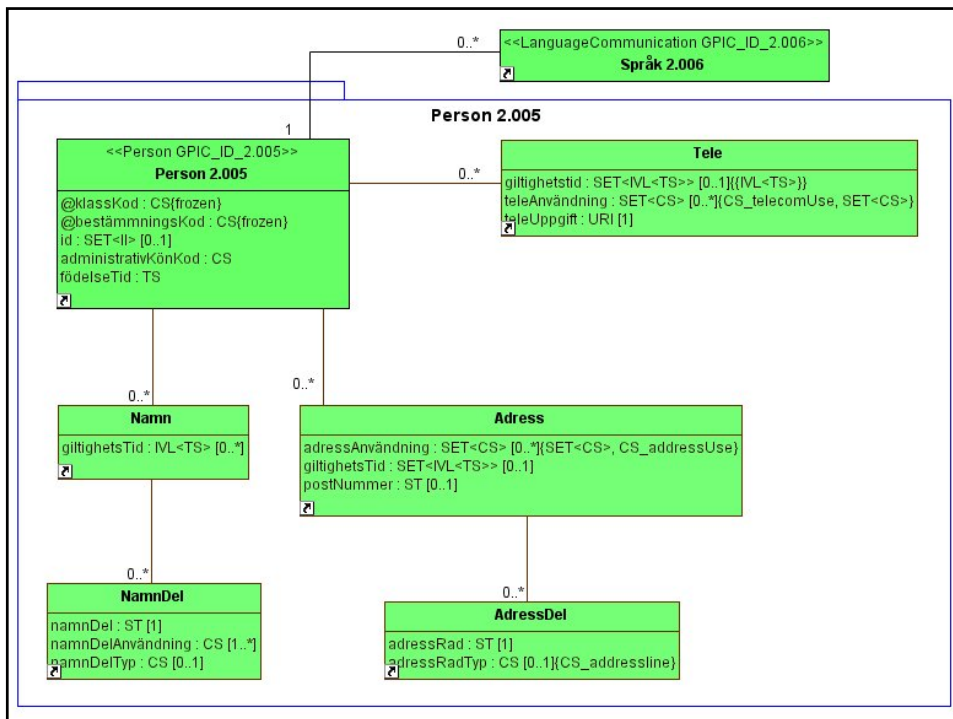 0..*
<<LanguageCommunication GPIC_ID_2.006>>
Språk 2.006
Person 2.005
1
<<Person GPIC_ID_2.005>>
Person 2.005
@klassKod : CS{frozen}
@bestämmningsKod : CS{frozen}
id : SET<II> [0..1]
administrativKönKod : CS
födelseTid : TS
0..*
Tele
giltighetstid : SET<IVL<TS>> [0..1]{{IVL<TS>}}
teleAnvändning : SET<CS> [0..*]{CS_telecomUse, SET<CS>}
teleUppgift : URI [1]
0..*
Namn
giltighetsTid : IVL<TS> [0..*]
0..*
Adress
adressAnvändning : SET<CS> [0..*]{SET<CS>, CS_addressUse}
giltighetsTid : SET<IVL<TS>> [0..1]
postNummer : ST [0..1]
0..*
NamnDel
namnDel : ST [1]
namnDelAnvändning : CS [1..*]
namnDelTyp : CS [0..1]
0..*
AdressDel
adressRad : ST [1]
adressRadTyp : CS [0..1]{CS_addressline}